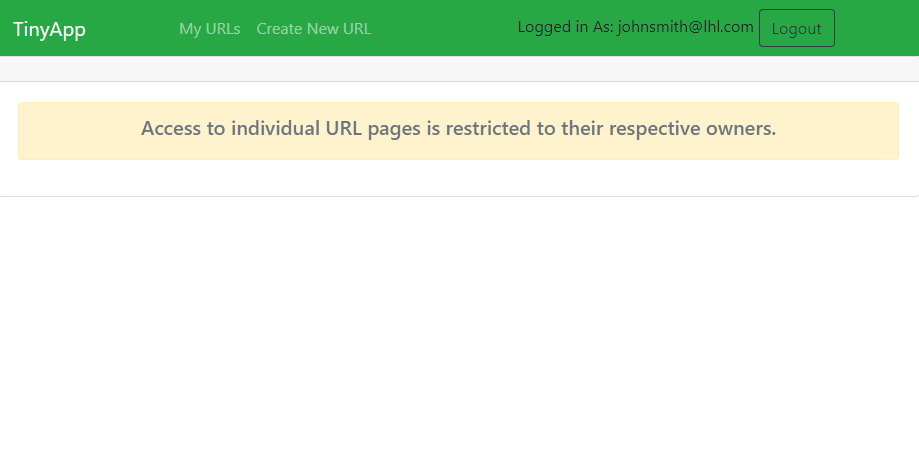 TinyApp My URLs Create New URL Logged in As: johnsmith@lhl.com Logout
Access to individual URL pages is restricted to their respective owners.